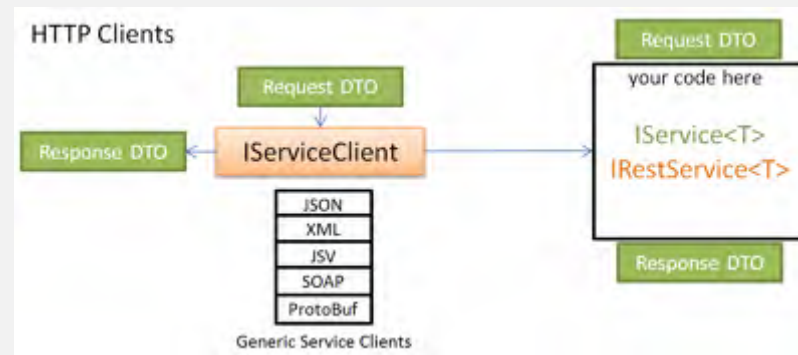 HTTP Clients
Request DTO
Response DTO
IServiceClient
JSON
XML
JSV
SOAP
ProtoBuf
Generic Service Clients
Request DTO
your code here
IService<T>
IRestService<T>
Response DTO